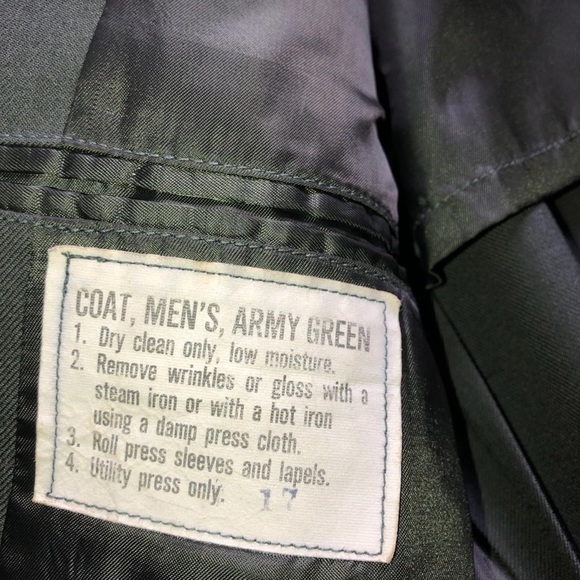 COAT, MEN'S, ARMY GREEN
1. Dry clean only, low moisture.
2. Remove wrinkles or gloss with a
steam iron or with a hot iron
using a damp press cloth.
3. Roll press sleeves and lapels.
4. Utility press only. 17